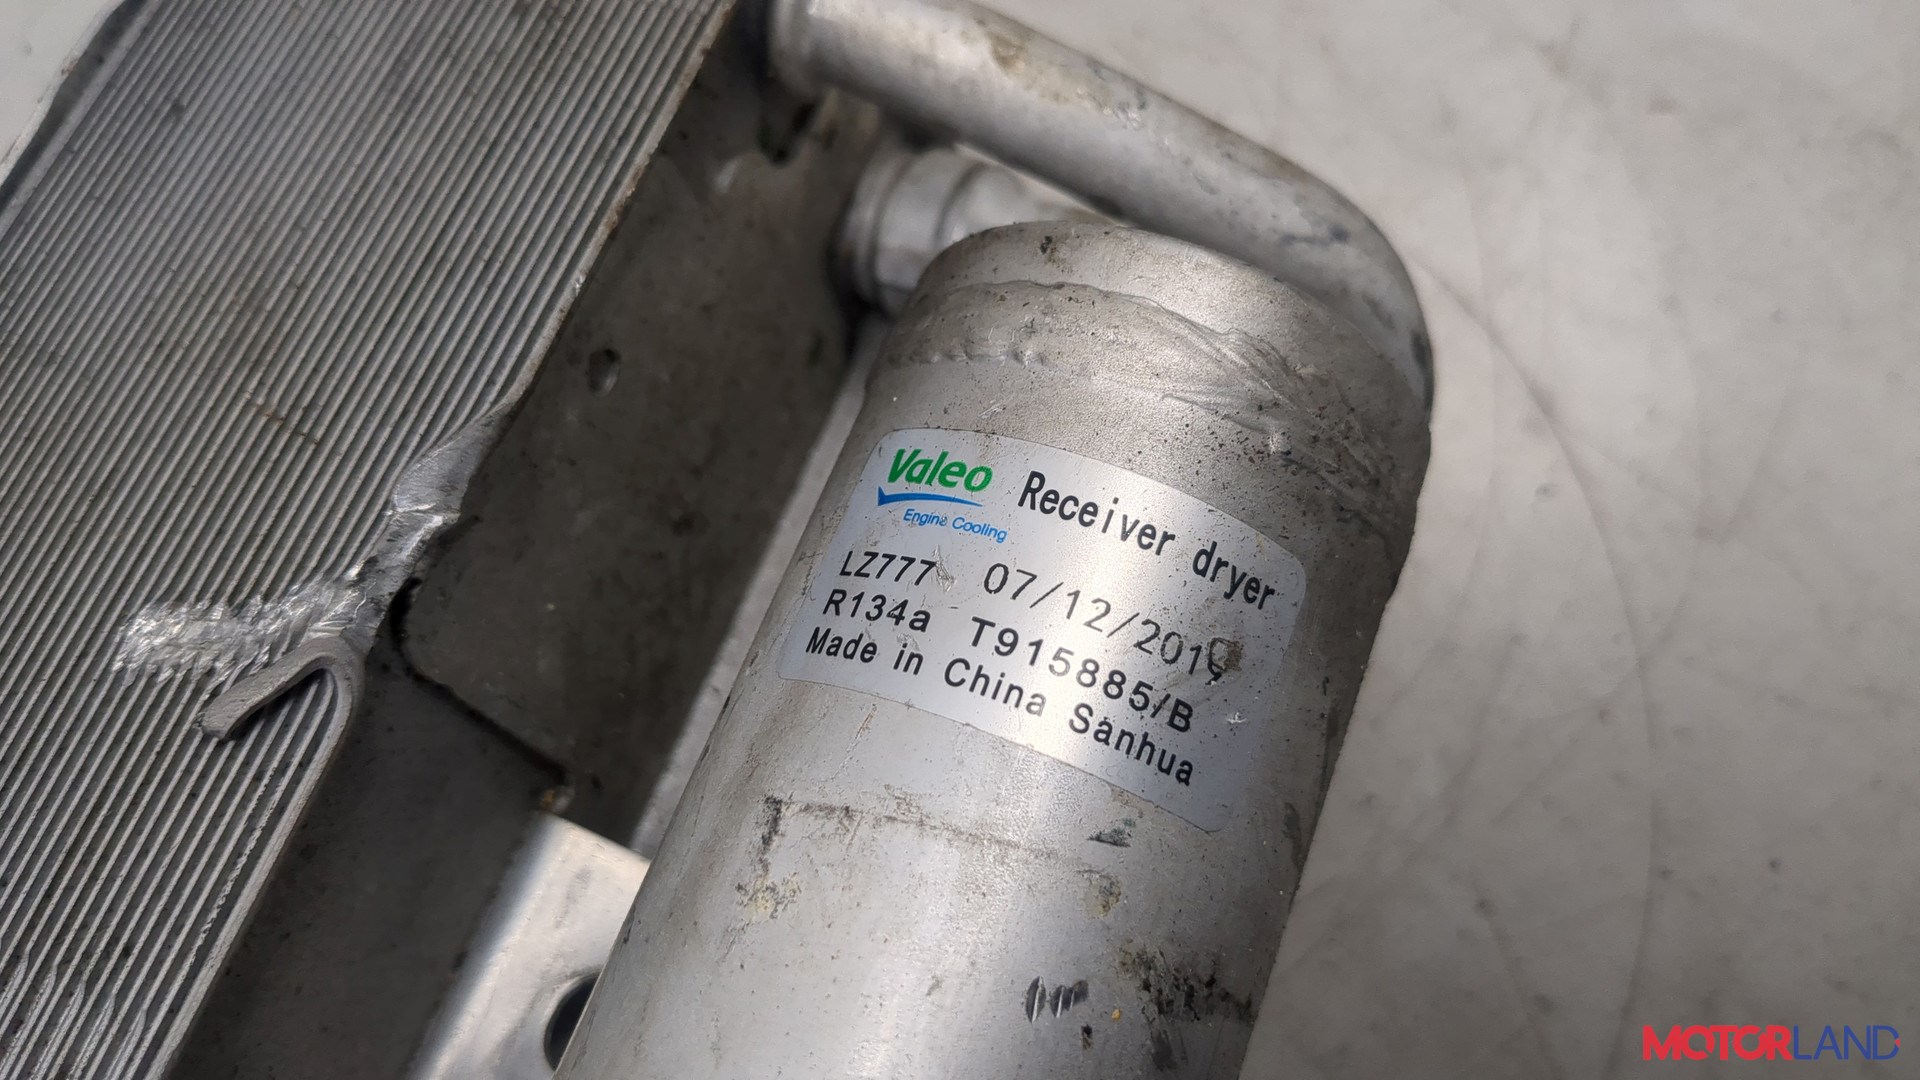 Valeo Receiver dryer
Engine Cooling
LZ777 07/12/2019
R134a T915885/B
Made in China Sanhua
MOTORLAND